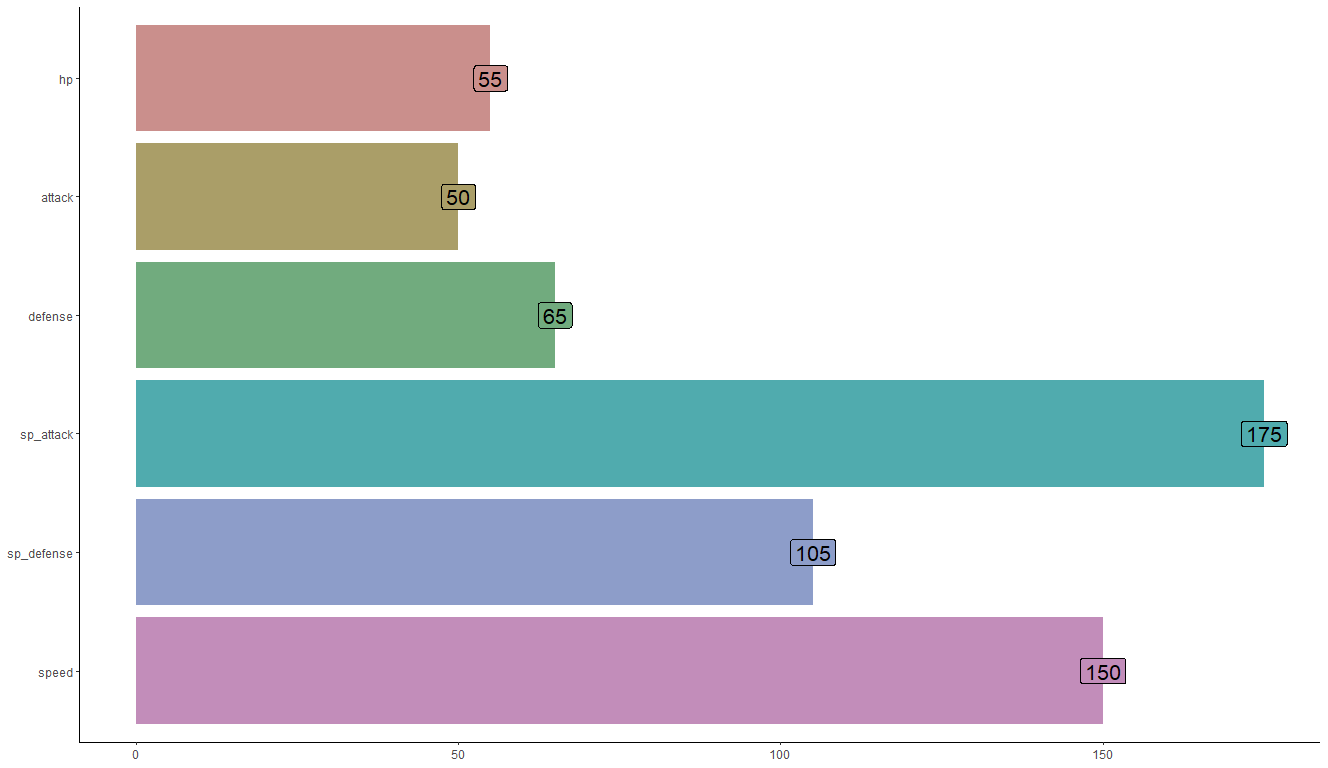 hp 55
attack 50
defense 65
sp_attack 175
sp_defense 105
speed 150
0 50 100 150